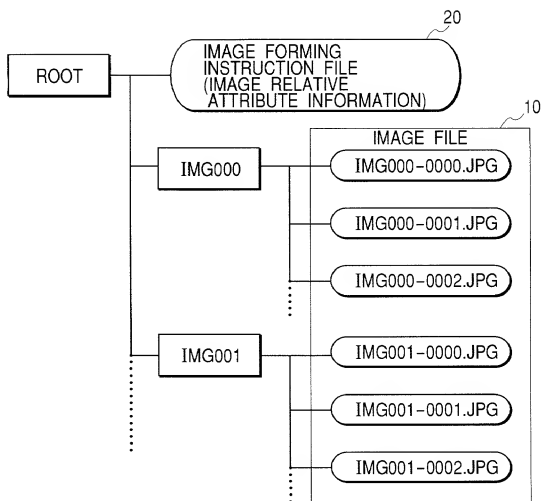 20
IMAGE FORMING
INSTRUCTION FILE
(IMAGE RELATIVE
ATTRIBUTE INFORMATION)
ROOT
10
IMAGE FILE
IMG000
IMG000-0000.JPG
IMG000-0001.JPG
IMG000-0002.JPG
IMG001
IMG001-0000.JPG
IMG001-0001.JPG
IMG001-0002.JPG